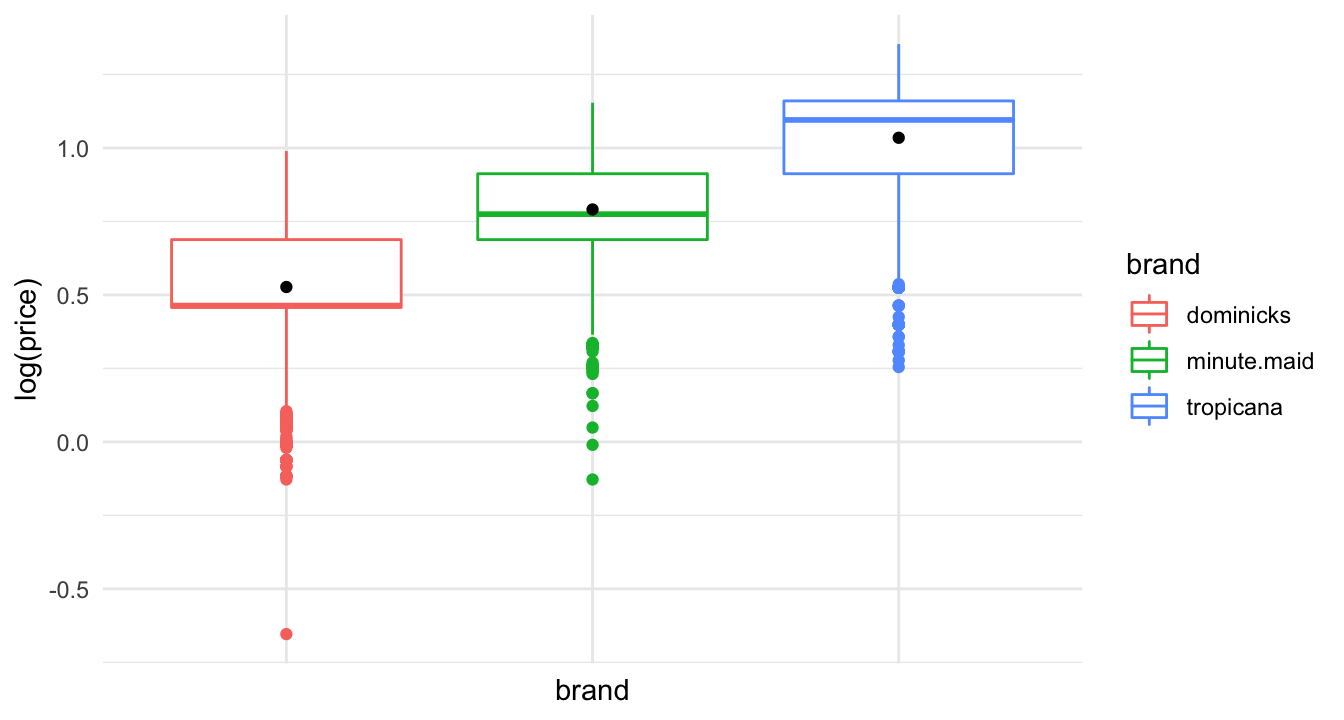 log(price)
1.0
0.5
0.0
-0.5
brand
brand
dominicks
minute.maid
tropicana